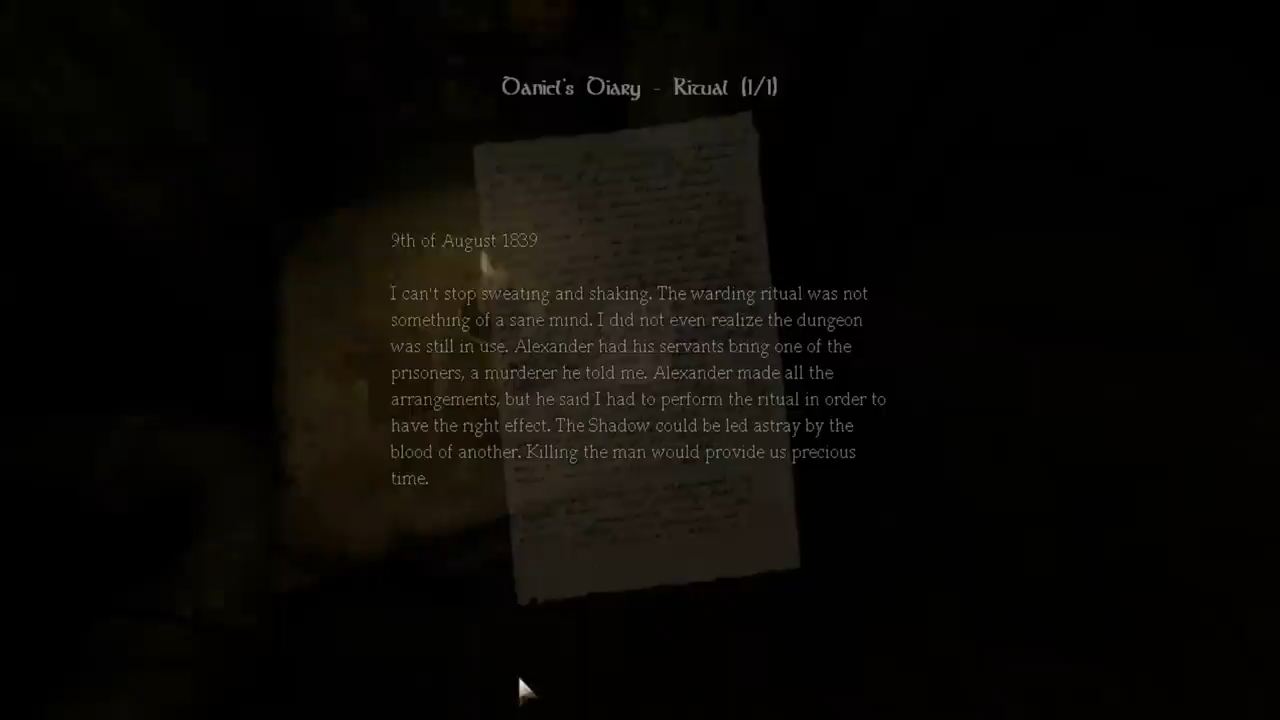 Daniel's Diary - Ritual (1/1)
9th of August 1839
I can't stop sweating and shaking. The warding ritual was not
something of a sane mind. I did not even realize the dungeon
was still in use. Alexander had his servants bring one of the
prisoners, a murderer he told me. Alexander made all the
arrangements, but he said I had to perform the ritual in order to
have the right effect. The Shadow could be led astray by the
blood of another. Killing the man would provide us precious
time.